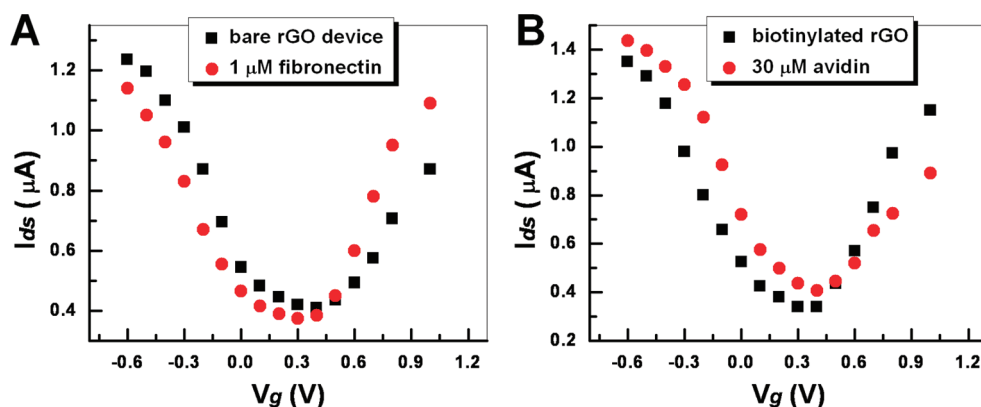 A
bare rGO device
1 μM fibronectin
Ids ( μA)
1.2
1.0
0.8
0.6
0.4
-0.6
-0.3
0.0
0.3
0.6
0.9
1.2
Vg (V)
B
biotinylated rGO
30 μM avidin
Ids ( μA)
1.4
1.2
1.0
0.8
0.6
0.4
0.2
-0.6
-0.3
0.0
0.3
0.6
0.9
1.2
Vg (V)